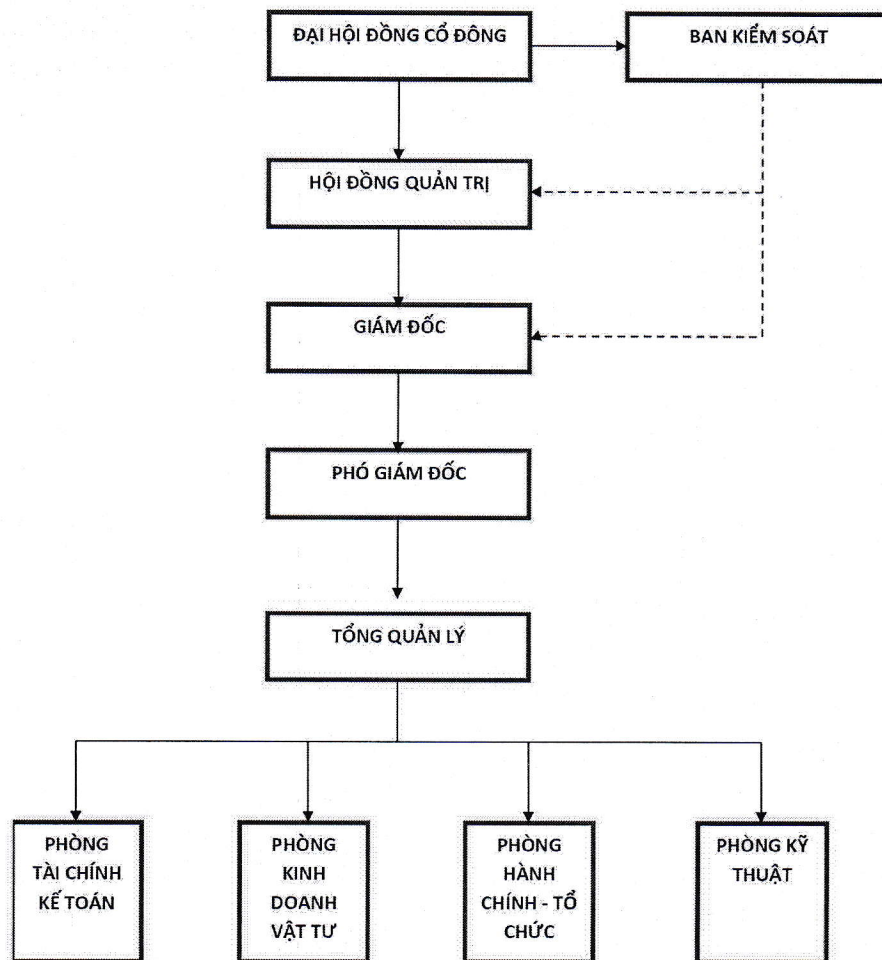 ĐẠI HỘI ĐỒNG CỔ ĐÔNG
BAN KIỂM SOÁT
HỘI ĐỒNG QUẢN TRỊ
GIÁM ĐỐC
PHÓ GIÁM ĐỐC
TỔNG QUẢN LÝ
PHÒNG
TÀI CHÍNH
KẾ TOÁN
PHÒNG
KINH
DOANH
VẬT TƯ
PHÒNG
HÀNH
CHÍNH - TỔ
CHỨC
PHÒNG KỸ
THUẬT